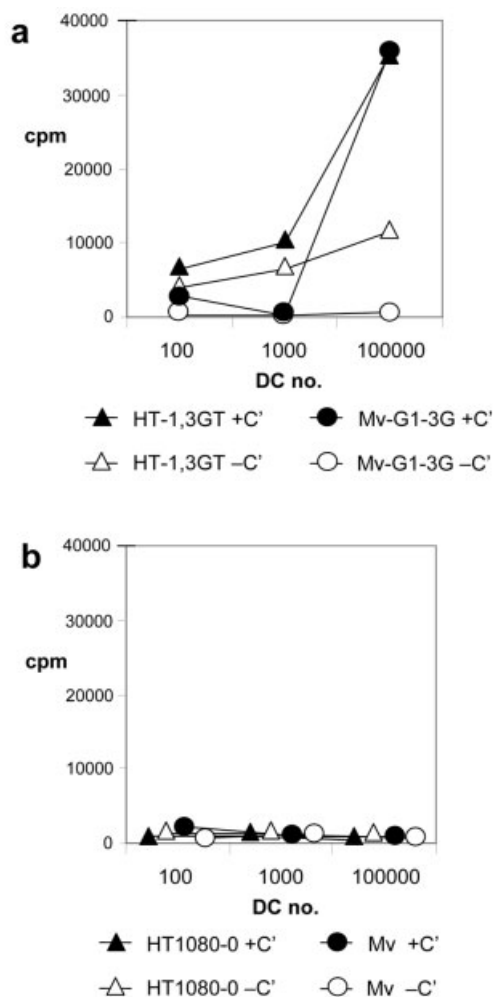 a
40000
30000
cpm
20000
10000
0
100 1000 100000
DC no.
HT-1,3GT +C' Mv-G1-3G +C'
HT-1,3GT –C' Mv-G1-3G –C'
b
40000
30000
cpm
20000
10000
0
100 1000 100000
DC no.
HT1080-0 +C' Mv +C'
HT1080-0 –C' Mv –C'